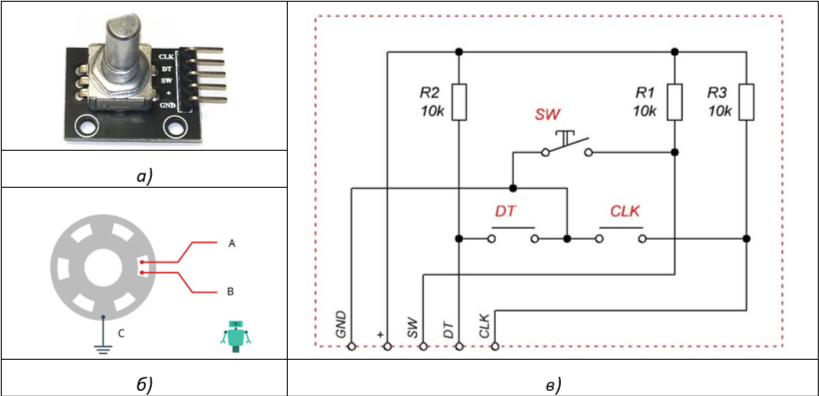 CLK
DT
SW
+
GND
а)
A
B
C
б)
R2
10k
R1
10k
R3
10k
SW
DT
CLK
GND
+
SW
DT
CLK
в)